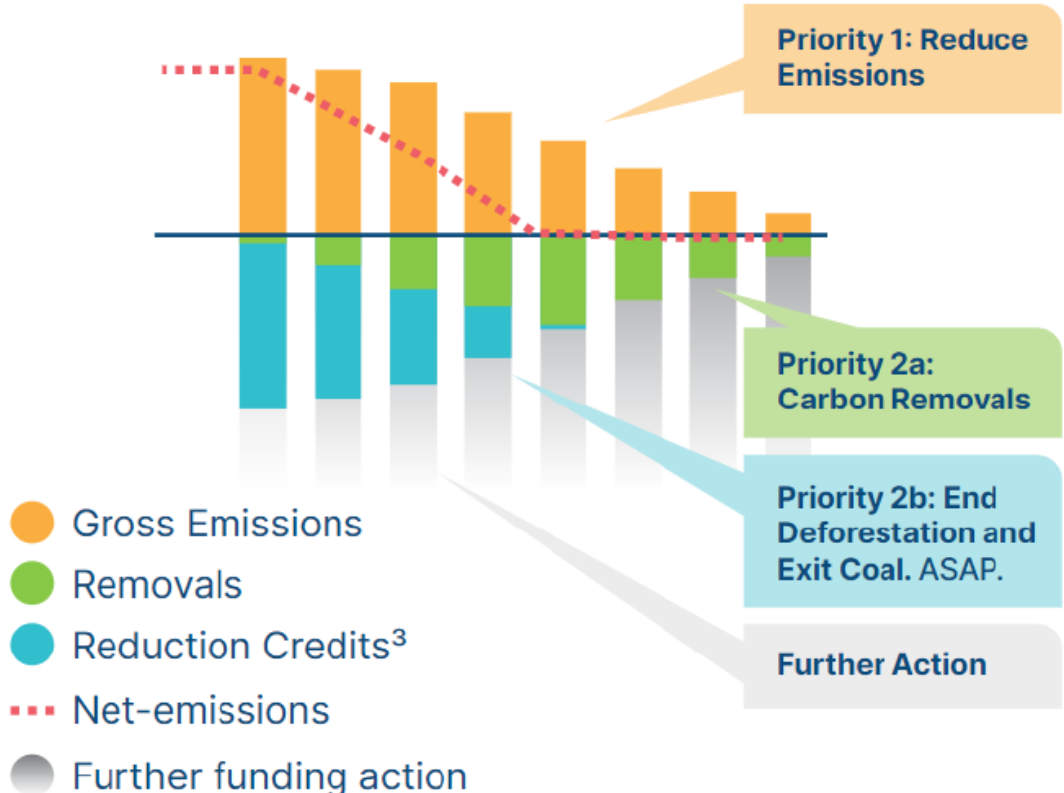 Priority 1: Reduce
Emissions
Priority 2a:
Carbon Removals
Priority 2b: End
Deforestation and
Exit Coal. ASAP.
Further Action
Gross Emissions
Removals
Reduction Credits³
Net-emissions
Further funding action